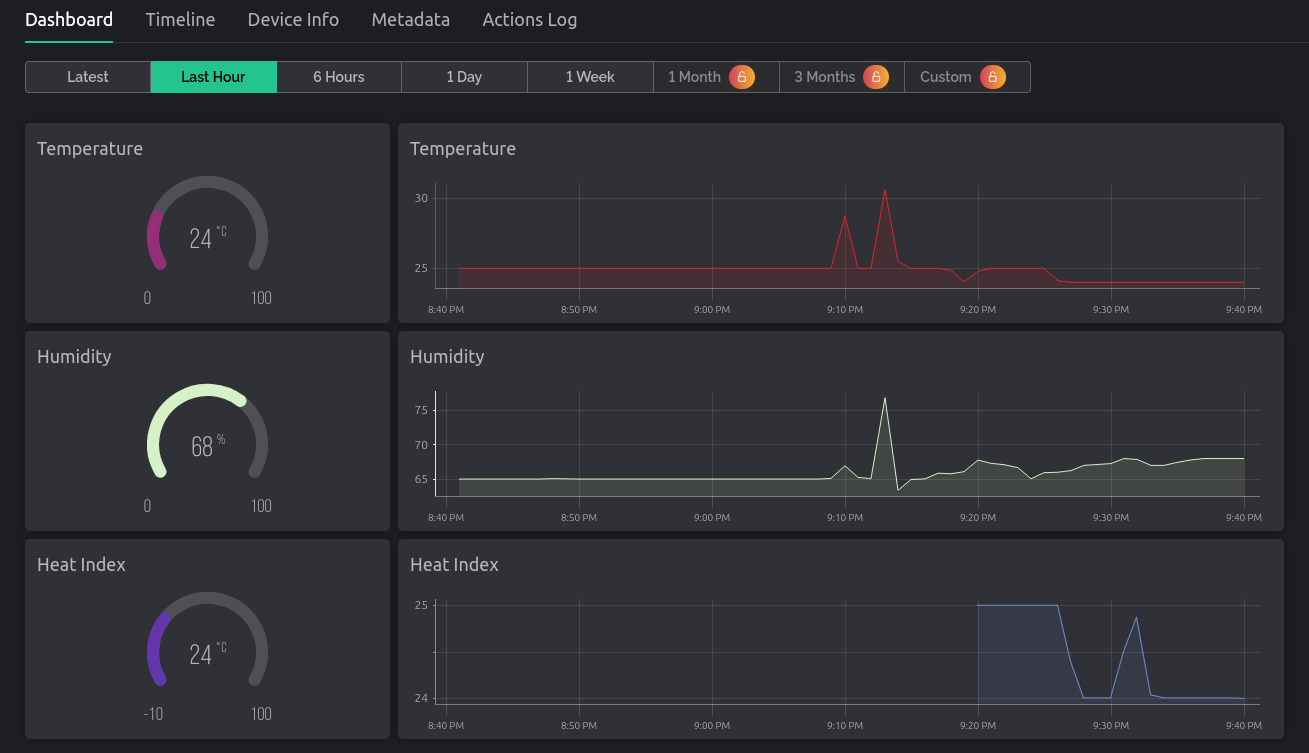 Dashboard Timeline Device Info Metadata Actions Log
Latest Last Hour 6 Hours 1 Day 1 Week 1 Month 3 Months Custom
Temperature
24 °C
0 100
Temperature
30
25
8:40 PM 8:50 PM 9:00 PM 9:10 PM 9:20 PM 9:30 PM 9:40 PM
Humidity
68 %
0 100
Humidity
75
70
65
8:40 PM 8:50 PM 9:00 PM 9:10 PM 9:20 PM 9:30 PM 9:40 PM
Heat Index
24 °C
-10 100
Heat Index
25
24
8:40 PM 8:50 PM 9:00 PM 9:10 PM 9:20 PM 9:30 PM 9:40 PM